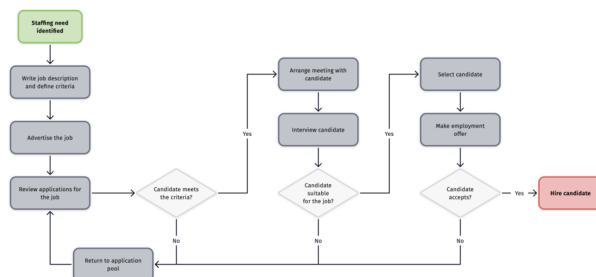 Staffing need
identified
Write job description
and define criteria
Advertise the job
Review applications for
the job
Candidate meets
the criteria?
Yes
No
Arrange meeting with
candidate
Interview candidate
Candidate
suitable
for the job?
Yes
No
Select candidate
Make employment
offer
Candidate
accepts?
Yes
No
Hire candidate
Return to application
pool